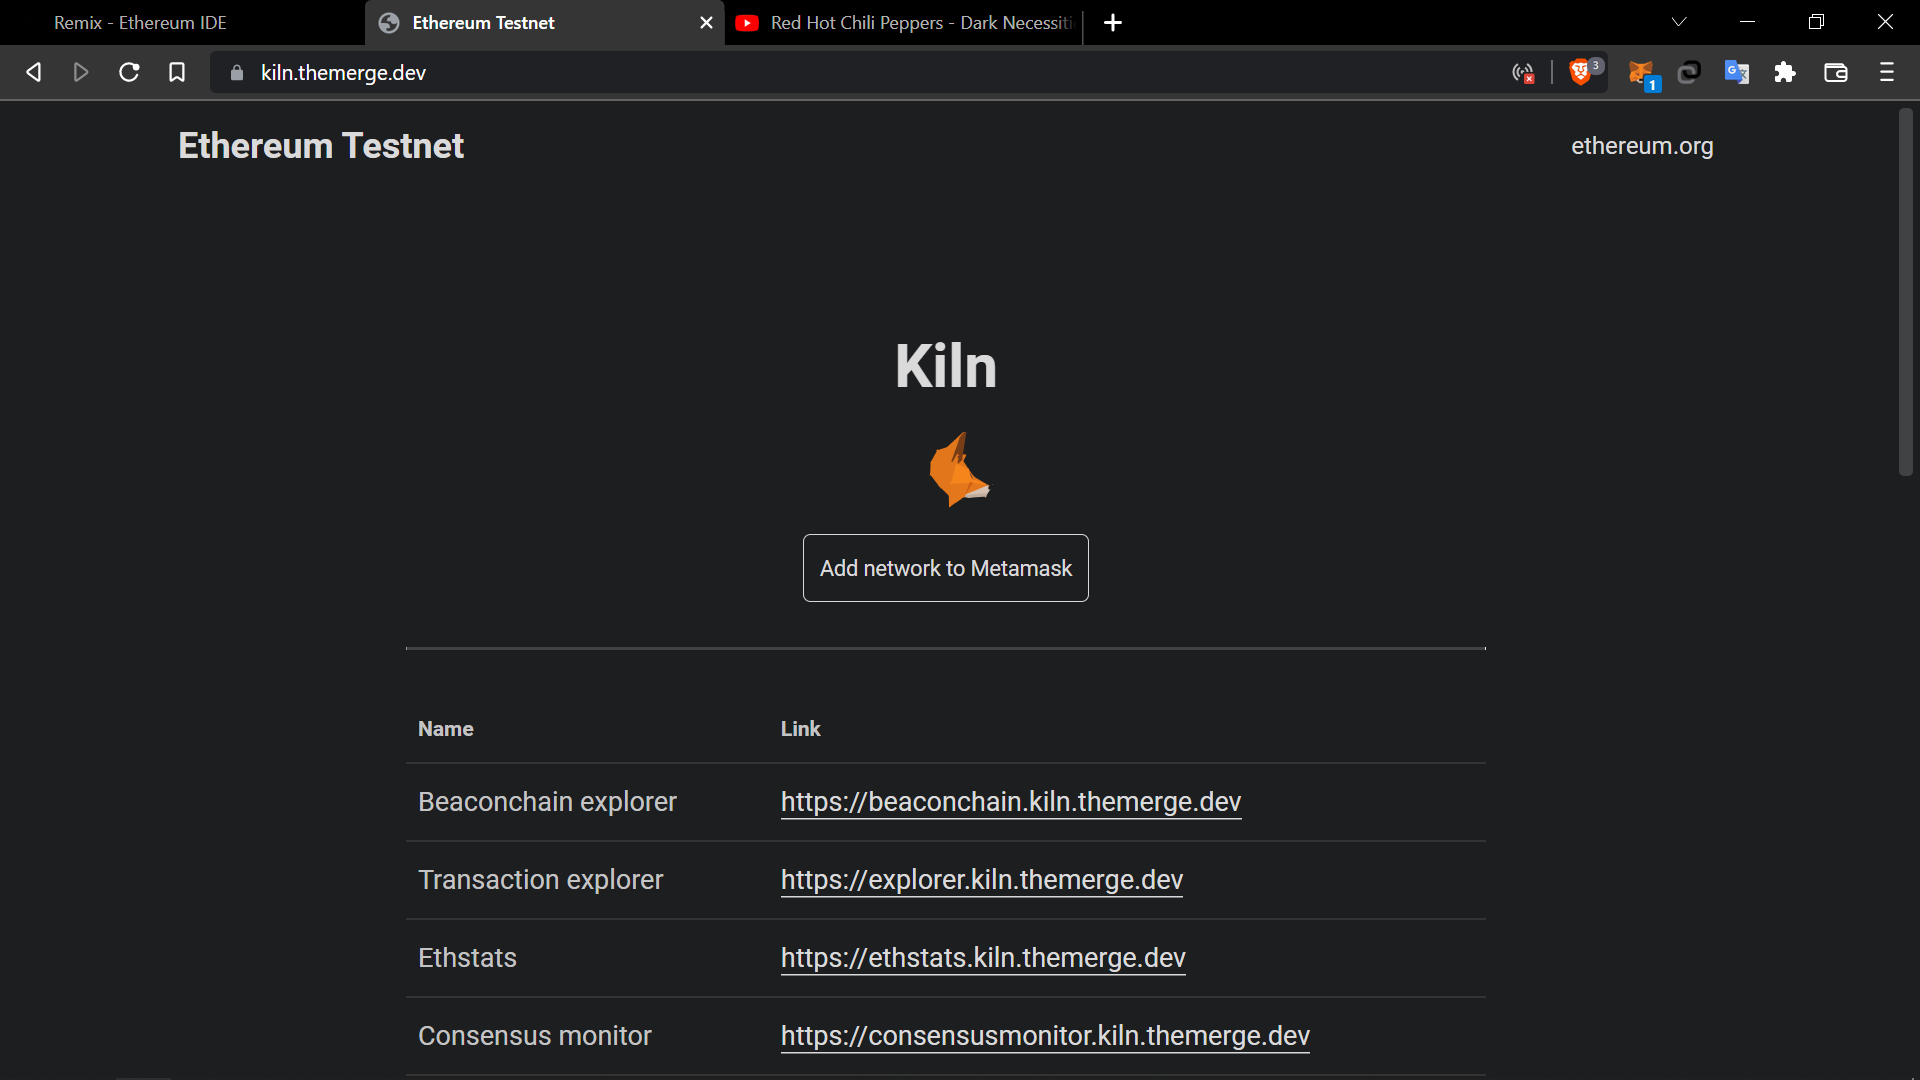 Remix - Ethereum IDE
Ethereum Testnet
Red Hot Chili Peppers - Dark Necessiti
kiln.themerge.dev
3
1
G
Ethereum Testnet
ethereum.org
Kiln
Add network to Metamask
Name Link
Beaconchain explorer https://beaconchain.kiln.themerge.dev
Transaction explorer https://explorer.kiln.themerge.dev
Ethstats https://ethstats.kiln.themerge.dev
Consensus monitor https://consensusmonitor.kiln.themerge.dev